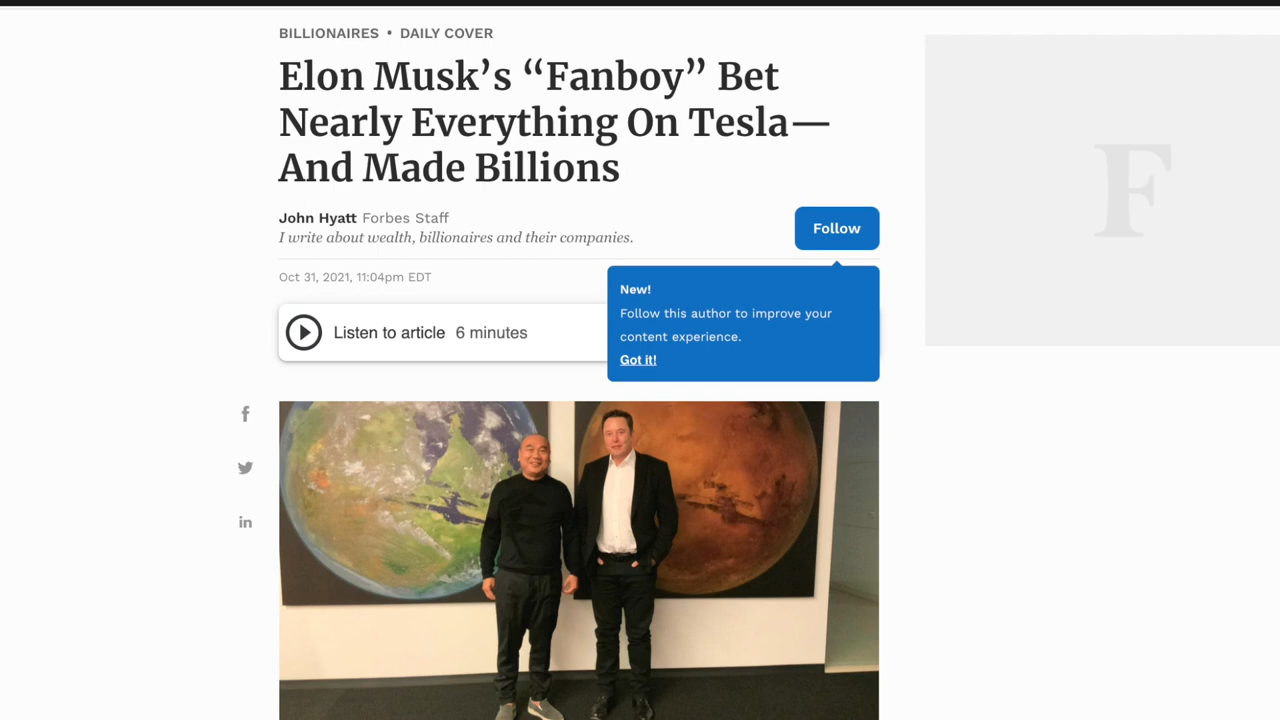 BILLIONAIRES • DAILY COVER
Elon Musk’s “Fanboy” Bet
Nearly Everything On Tesla—
And Made Billions
John Hyatt Forbes Staff
I write about wealth, billionaires and their companies.
Follow
Oct 31, 2021, 11:04pm EDT
New!
Follow this author to improve your
content experience.
Got it!
Listen to article 6 minutes
F
f
in